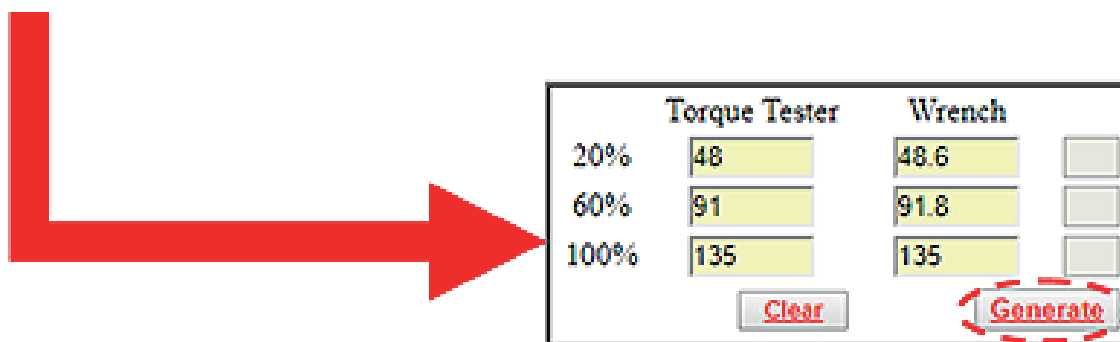 Torque Tester Wrench
20% 48 48.6
60% 91 91.8
100% 135 135
Clear Generate